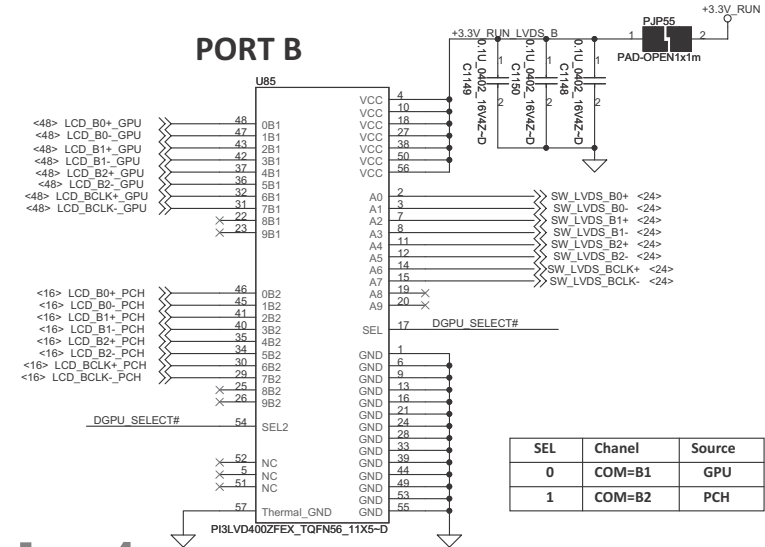 +3.3V_RUN
PJP55
+3.3V_RUN_LVDS_B
1
2
PAD-OPEN1x1m
PORT B
0.1U_0402_16V4Z~D
C1149
1
2
0.1U_0402_16V4Z~D
C1150
1
2
0.1U_0402_16V4Z~D
C1148
1
2
U85
<48> LCD_B0+_GPU 48 0B1
<48> LCD_B0-_GPU 47 1B1
<48> LCD_B1+_GPU 43 2B1
<48> LCD_B1-_GPU 42 3B1
<48> LCD_B2+_GPU 37 4B1
<48> LCD_B2-_GPU 36 5B1
<48> LCD_BCLK+_GPU 32 6B1
<48> LCD_BCLK-_GPU 31 7B1
22 8B1
23 9B1
<16> LCD_B0+_PCH 46 0B2
<16> LCD_B0-_PCH 45 1B2
<16> LCD_B1+_PCH 41 2B2
<16> LCD_B1-_PCH 40 3B2
<16> LCD_B2+_PCH 35 4B2
<16> LCD_B2-_PCH 34 5B2
<16> LCD_BCLK+_PCH 30 6B2
<16> LCD_BCLK-_PCH 29 7B2
25 8B2
26 9B2
DGPU_SELECT# 54 SEL2
52 NC
5 NC
51 NC
57 Thermal_GND
VCC 4
VCC 10
VCC 18
VCC 27
VCC 38
VCC 50
VCC 56
A0 2 SW_LVDS_B0+ <24>
A1 3 SW_LVDS_B0- <24>
A2 7 SW_LVDS_B1+ <24>
A3 8 SW_LVDS_B1- <24>
A4 11 SW_LVDS_B2+ <24>
A5 12 SW_LVDS_B2- <24>
A6 14 SW_LVDS_BCLK+ <24>
A7 15 SW_LVDS_BCLK- <24>
A8 19
A9 20
SEL 17 DGPU_SELECT#
GND 1
GND 6
GND 9
GND 13
GND 16
GND 21
GND 24
GND 28
GND 33
GND 39
GND 44
GND 49
GND 53
GND 55
PI3LVD400ZFEX_TQFN56_11X5~D
SEL Chanel Source
0 COM=B1 GPU
1 COM=B2 PCH